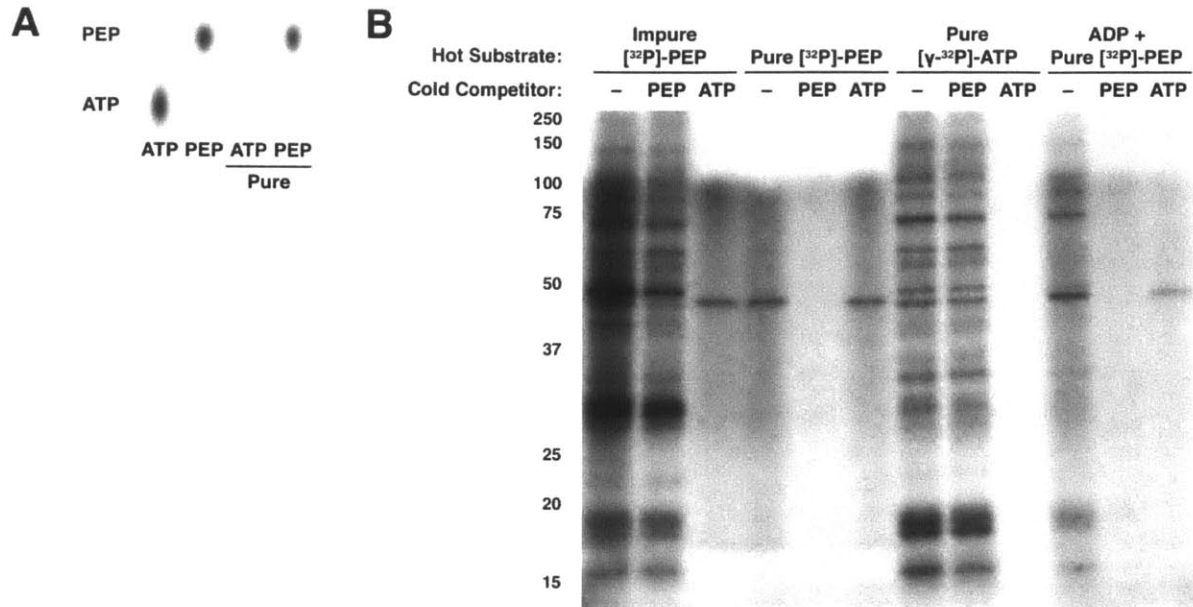 A
PEP
ATP
ATP PEP ATP PEP
Pure
B
Hot Substrate:
Impure
[³²P]-PEP
Pure [³²P]-PEP
Pure
[γ-³²P]-ATP
ADP +
Pure [³²P]-PEP
Cold Competitor: – PEP ATP – PEP ATP – PEP ATP – PEP ATP
250
150
100
75
50
37
25
20
15